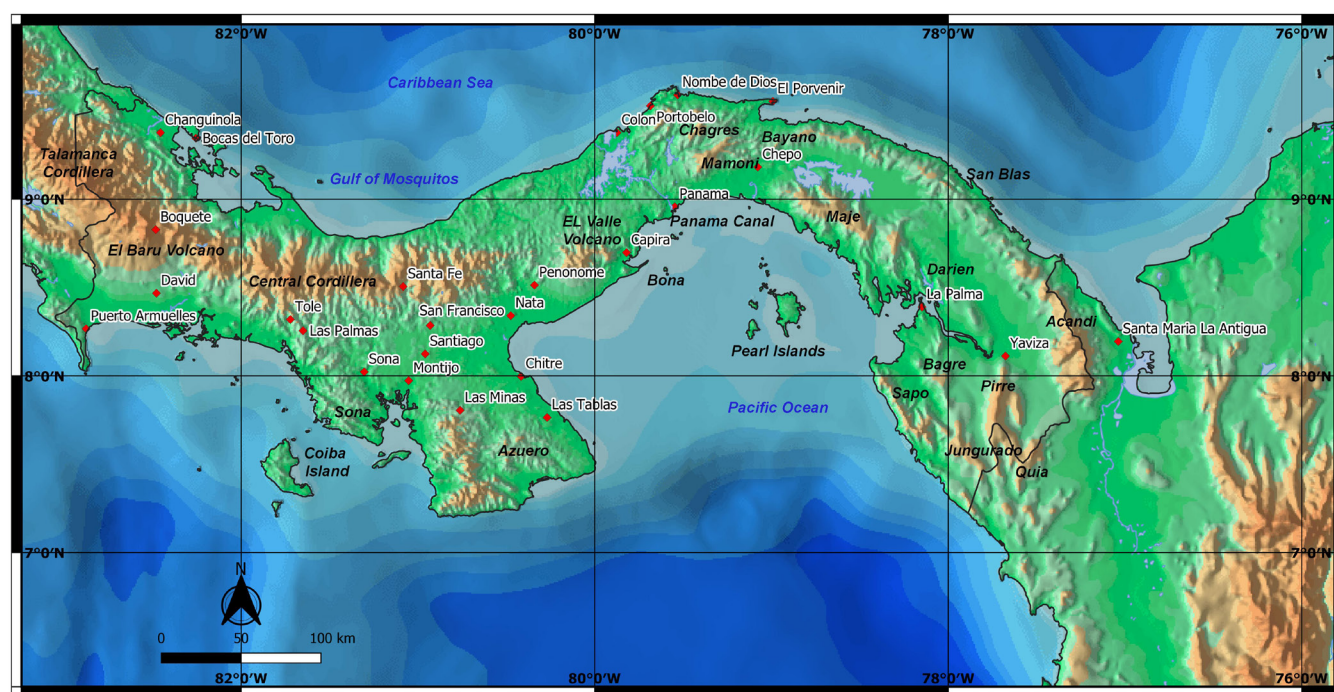 82°0'W 80°0'W 78°0'W 76°0'W
Caribbean Sea
Nombe de Dios
El Porvenir
Portobelo
Colon
Changuinola
Bocas del Toro
Chagres
Bayano
Talamanca
Cordillera
Mamoni
Chepo
Gulf of Mosquitos
San Blas
9°0'N 9°0'N
Panama
Boquete
EL Valle
Volcano
Panama Canal
Maje
El Baru Volcano
Capira
Central Cordillera
Santa Fe
Penonome
Bona
Darien
David
La Palma
Tole
San Francisco
Nata
Puerto Armuelles
Las Palmas
Santiago
Pearl Islands
Acandi
Santa Maria La Antigua
Yaviza
Sona
Montijo
Chitre
Bagre
8°0'N 8°0'N
Pirre
Sapo
Las Minas
Las Tablas
Pacific Ocean
Sona
Coiba
Island
Azuero
Jungurado
Quia
7°0'N 7°0'N
N
0 50 100 km
82°0'W 80°0'W 78°0'W 76°0'W